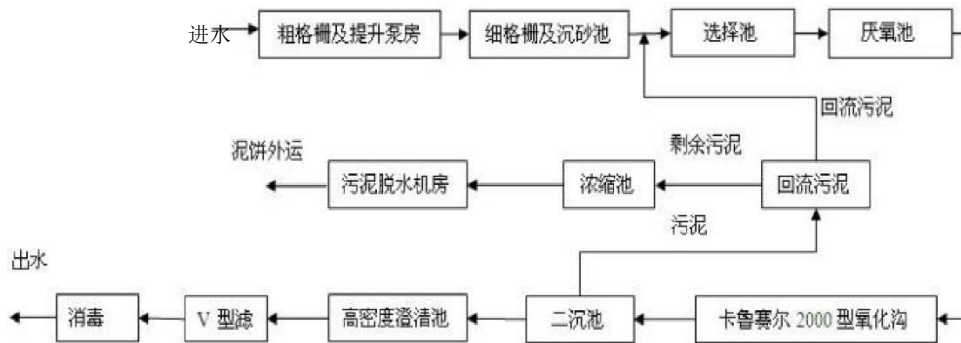 进水
粗格栅及提升泵房
细格栅及沉砂池
选择池
厌氧池
回流污泥
泥饼外运
剩余污泥
污泥脱水机房
浓缩池
回流污泥
污泥
出水
消毒
V 型滤
高密度澄清池
二沉池
卡鲁赛尔 2000 型氧化沟